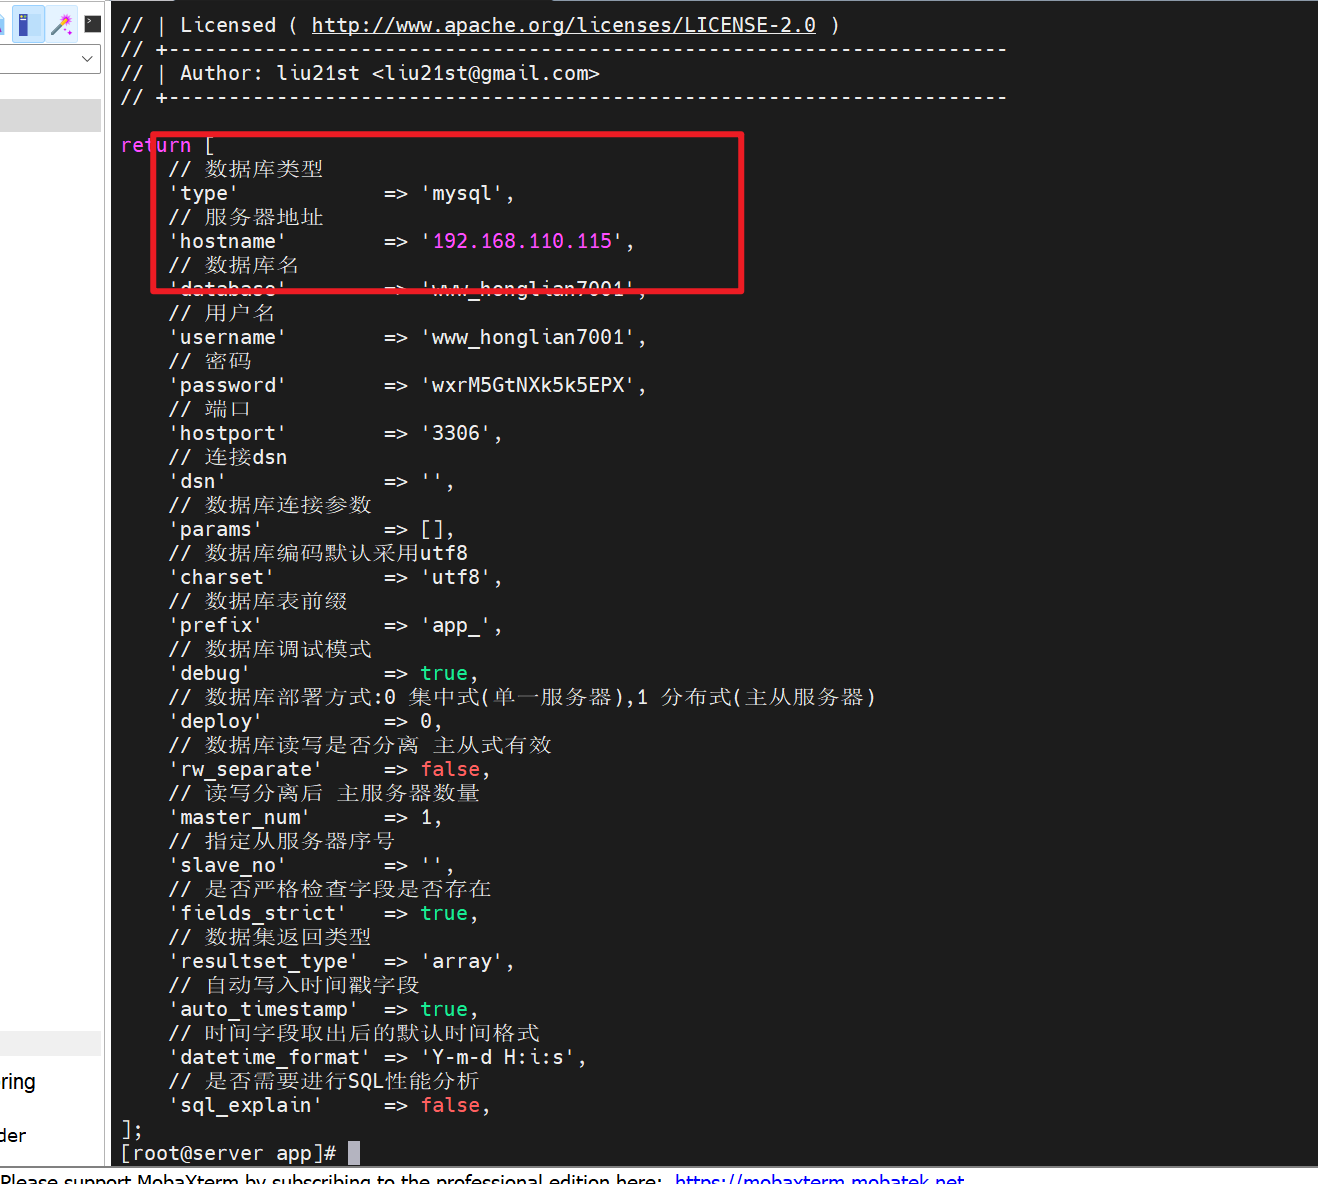 // | Licensed ( http://www.apache.org/licenses/LICENSE-2.0 )
// +----------------------------------------------------------------------
// | Author: liu21st <liu21st@gmail.com>
// +----------------------------------------------------------------------
return [
// 数据库类型
'type' => 'mysql',
// 服务器地址
'hostname' => '192.168.110.115',
// 数据库名
'database' => 'www_honglian7001',
// 用户名
'username' => 'www_honglian7001',
// 密码
'password' => 'wxrM5GtNXk5k5EPX',
// 端口
'hostport' => '3306',
// 连接dsn
'dsn' => '',
// 数据库连接参数
'params' => [],
// 数据库编码默认采用utf8
'charset' => 'utf8',
// 数据库表前缀
'prefix' => 'app_',
// 数据库调试模式
'debug' => true,
// 数据库部署方式:0 集中式(单一服务器),1 分布式(主从服务器)
'deploy' => 0,
// 数据库读写是否分离 主从式有效
'rw_separate' => false,
// 读写分离后 主服务器数量
'master_num' => 1,
// 指定从服务器序号
'slave_no' => '',
// 是否严格检查字段是否存在
'fields_strict' => true,
// 数据集返回类型
'resultset_type' => 'array',
// 自动写入时间戳字段
'auto_timestamp' => true,
// 时间字段取出后的默认时间格式
'datetime_format' => 'Y-m-d H:i:s',
// 是否需要进行SQL性能分析
'sql_explain' => false,
];
[root@server app]#
ring
der
Please support MobaXterm by subscribing to the professional edition here: https://mobaxterm.mobatek.net